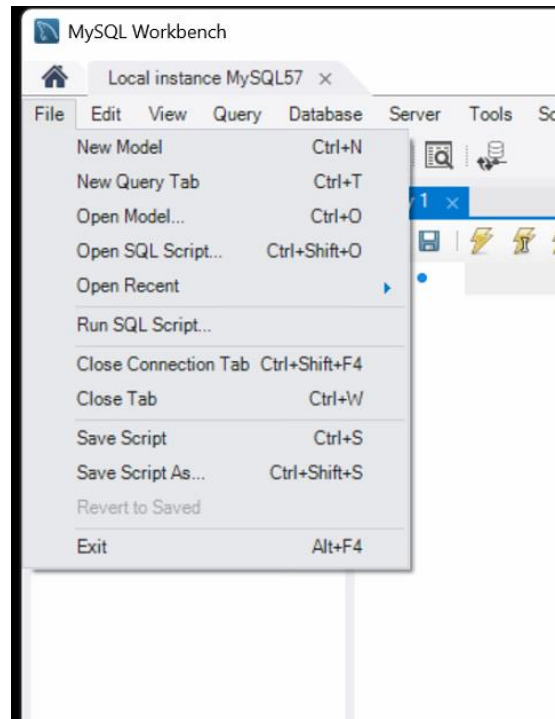 MySQL Workbench
Local instance MySQL57
File Edit View Query Database Server Tools
New Model Ctrl+N
New Query Tab Ctrl+T
Open Model... Ctrl+O
Open SQL Script... Ctrl+Shift+O
Open Recent
Run SQL Script...
Close Connection Tab Ctrl+Shift+F4
Close Tab Ctrl+W
Save Script Ctrl+S
Save Script As... Ctrl+Shift+S
Revert to Saved
Exit Alt+F4